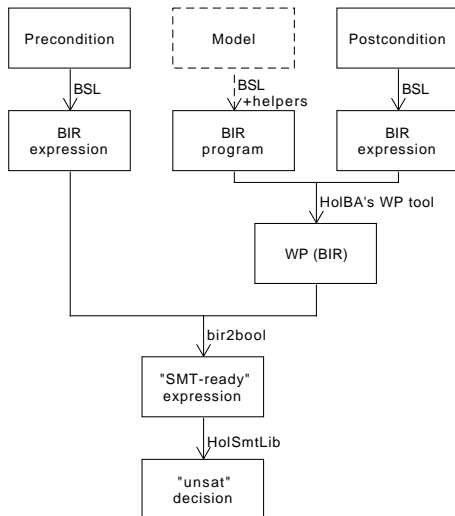 Precondition
Model
Postcondition
BSL
BSL
+helpers
BSL
BIR
expression
BIR
program
BIR
expression
HolBA's WP tool
WP (BIR)
bir2bool
"SMT-ready"
expression
HolSmtLib
"unsat"
decision